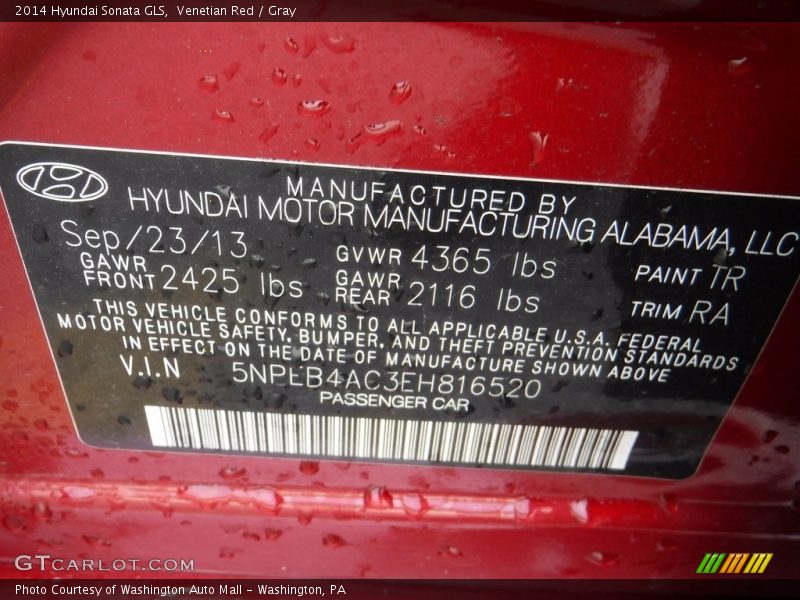 2014 Hyundai Sonata GLS, Venetian Red / Gray
MANUFACTURED BY
HYUNDAI MOTOR MANUFACTURING ALABAMA, LLC
Sep/23/13 GVWR 4365 lbs PAINT TR
GAWR FRONT 2425 lbs GAWR REAR 2116 lbs TRIM RA
THIS VEHICLE CONFORMS TO ALL APPLICABLE U.S.A. FEDERAL
MOTOR VEHICLE SAFETY, BUMPER, AND THEFT PREVENTION STANDARDS
IN EFFECT ON THE DATE OF MANUFACTURE SHOWN ABOVE
V.I.N 5NPEB4AC3EH816520
PASSENGER CAR
GTCARLOT.COM
Photo Courtesy of Washington Auto Mall - Washington, PA